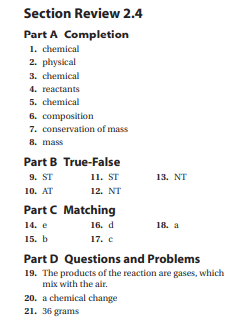 Section Review 2.4
Part A Completion
1. chemical
2. physical
3. chemical
4. reactants
5. chemical
6. composition
7. conservation of mass
8. mass
Part B True-False
9. ST 11. ST 13. NT
10. AT 12. NT
Part C Matching
14. e 16. d 18. a
15. b 17. c
Part D Questions and Problems
19. The products of the reaction are gases, which
mix with the air.
20. a chemical change
21. 36 grams